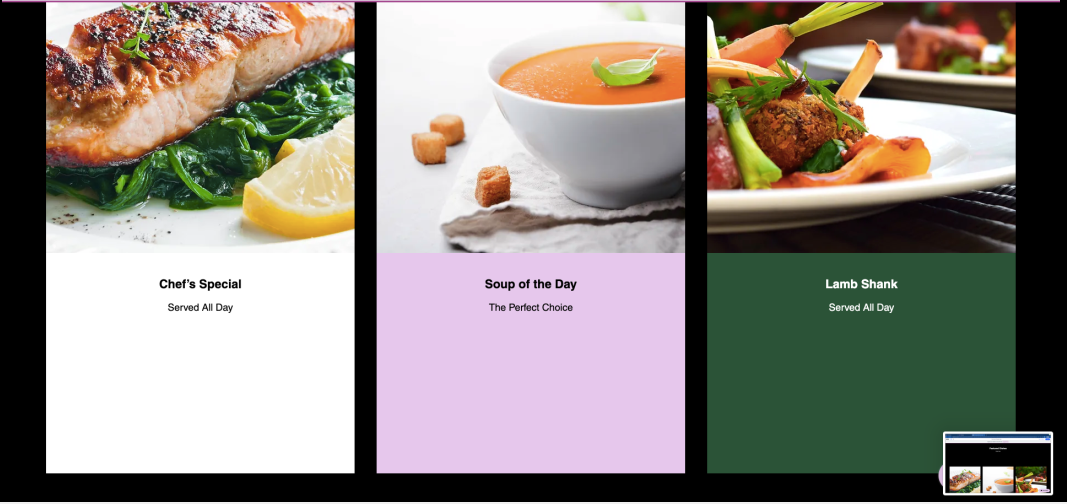 Chef’s Special
Served All Day
Soup of the Day
The Perfect Choice
Lamb Shank
Served All Day